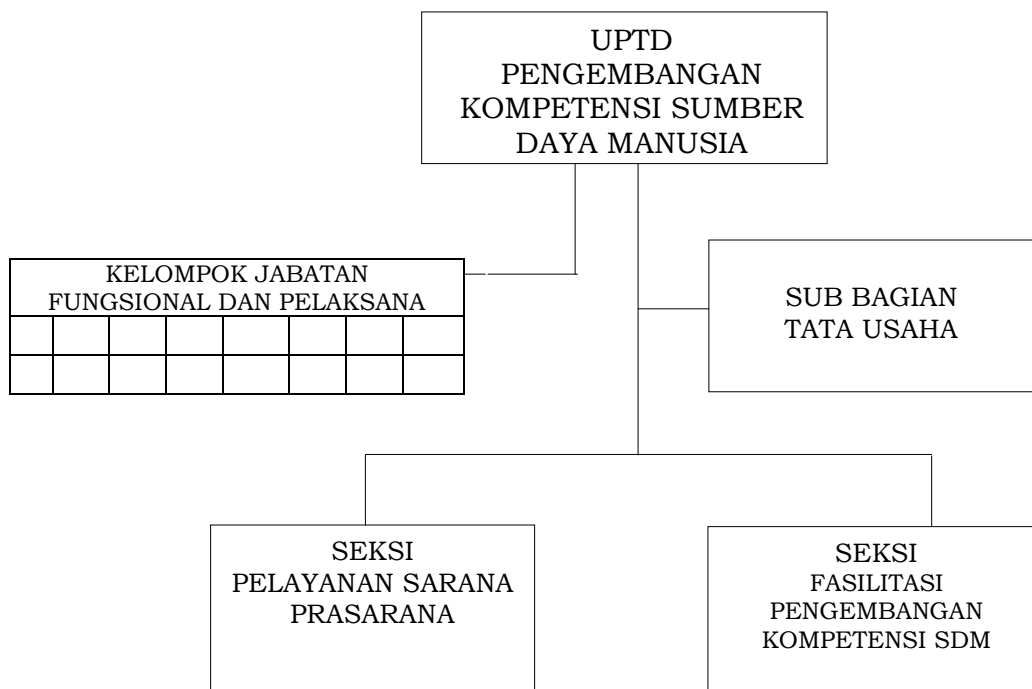 UPTD
PENGEMBANGAN
KOMPETENSI SUMBER
DAYA MANUSIA
KELOMPOK JABATAN
FUNGSIONAL DAN PELAKSANA
SUB BAGIAN
TATA USAHA
SEKSI
PELAYANAN SARANA
PRASARANA
SEKSI
FASILITASI
PENGEMBANGAN
KOMPETENSI SDM